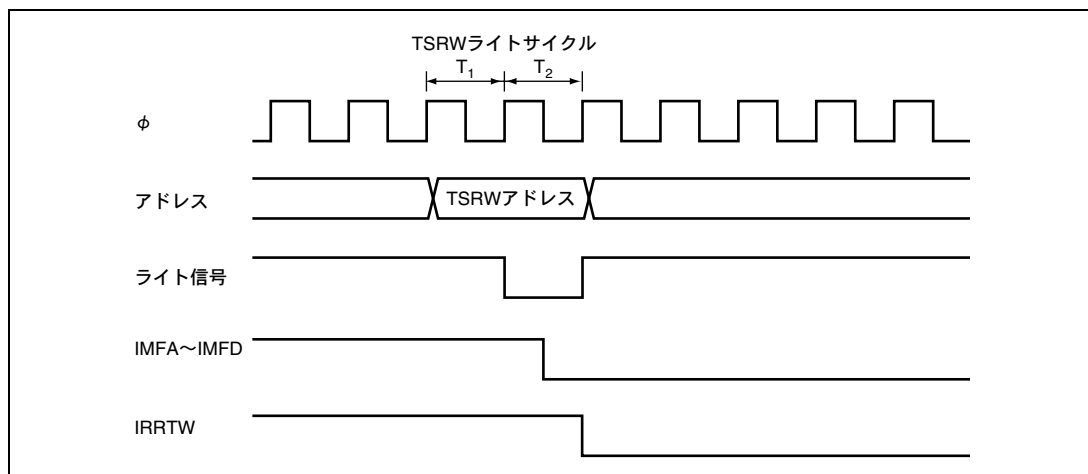 TSRWライトサイクル
T1 T2
φ
アドレス TSRWアドレス
ライト信号
IMFA～IMFD
IRRTW